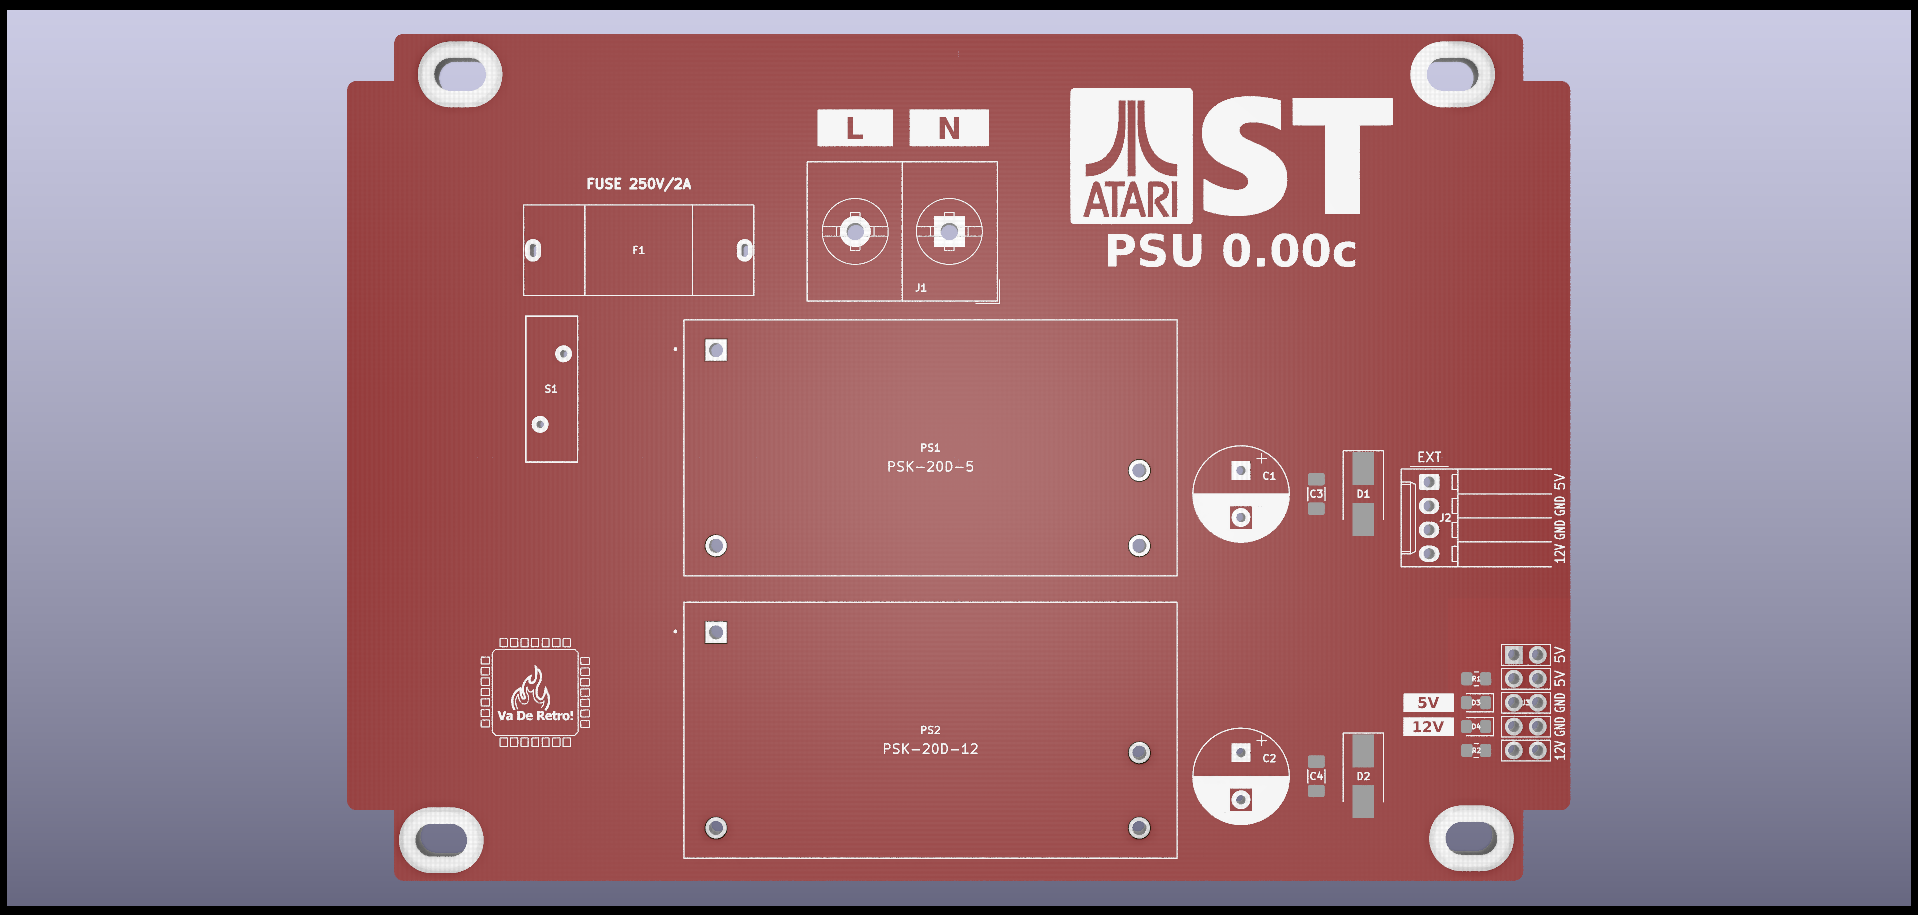 L N
ATARI
ST
PSU 0.00c
FUSE 250V/2A
F1
J1
S1
PS1
PSK-20D-5
+
C1
C3
D1
EXT
J2
5V
GND
GND
12V
Va De Retro!
PS2
PSK-20D-12
+
C2
C4
D2
5V
R1
5V
5V
D3
GND
12V
D4
GND
R2
12V